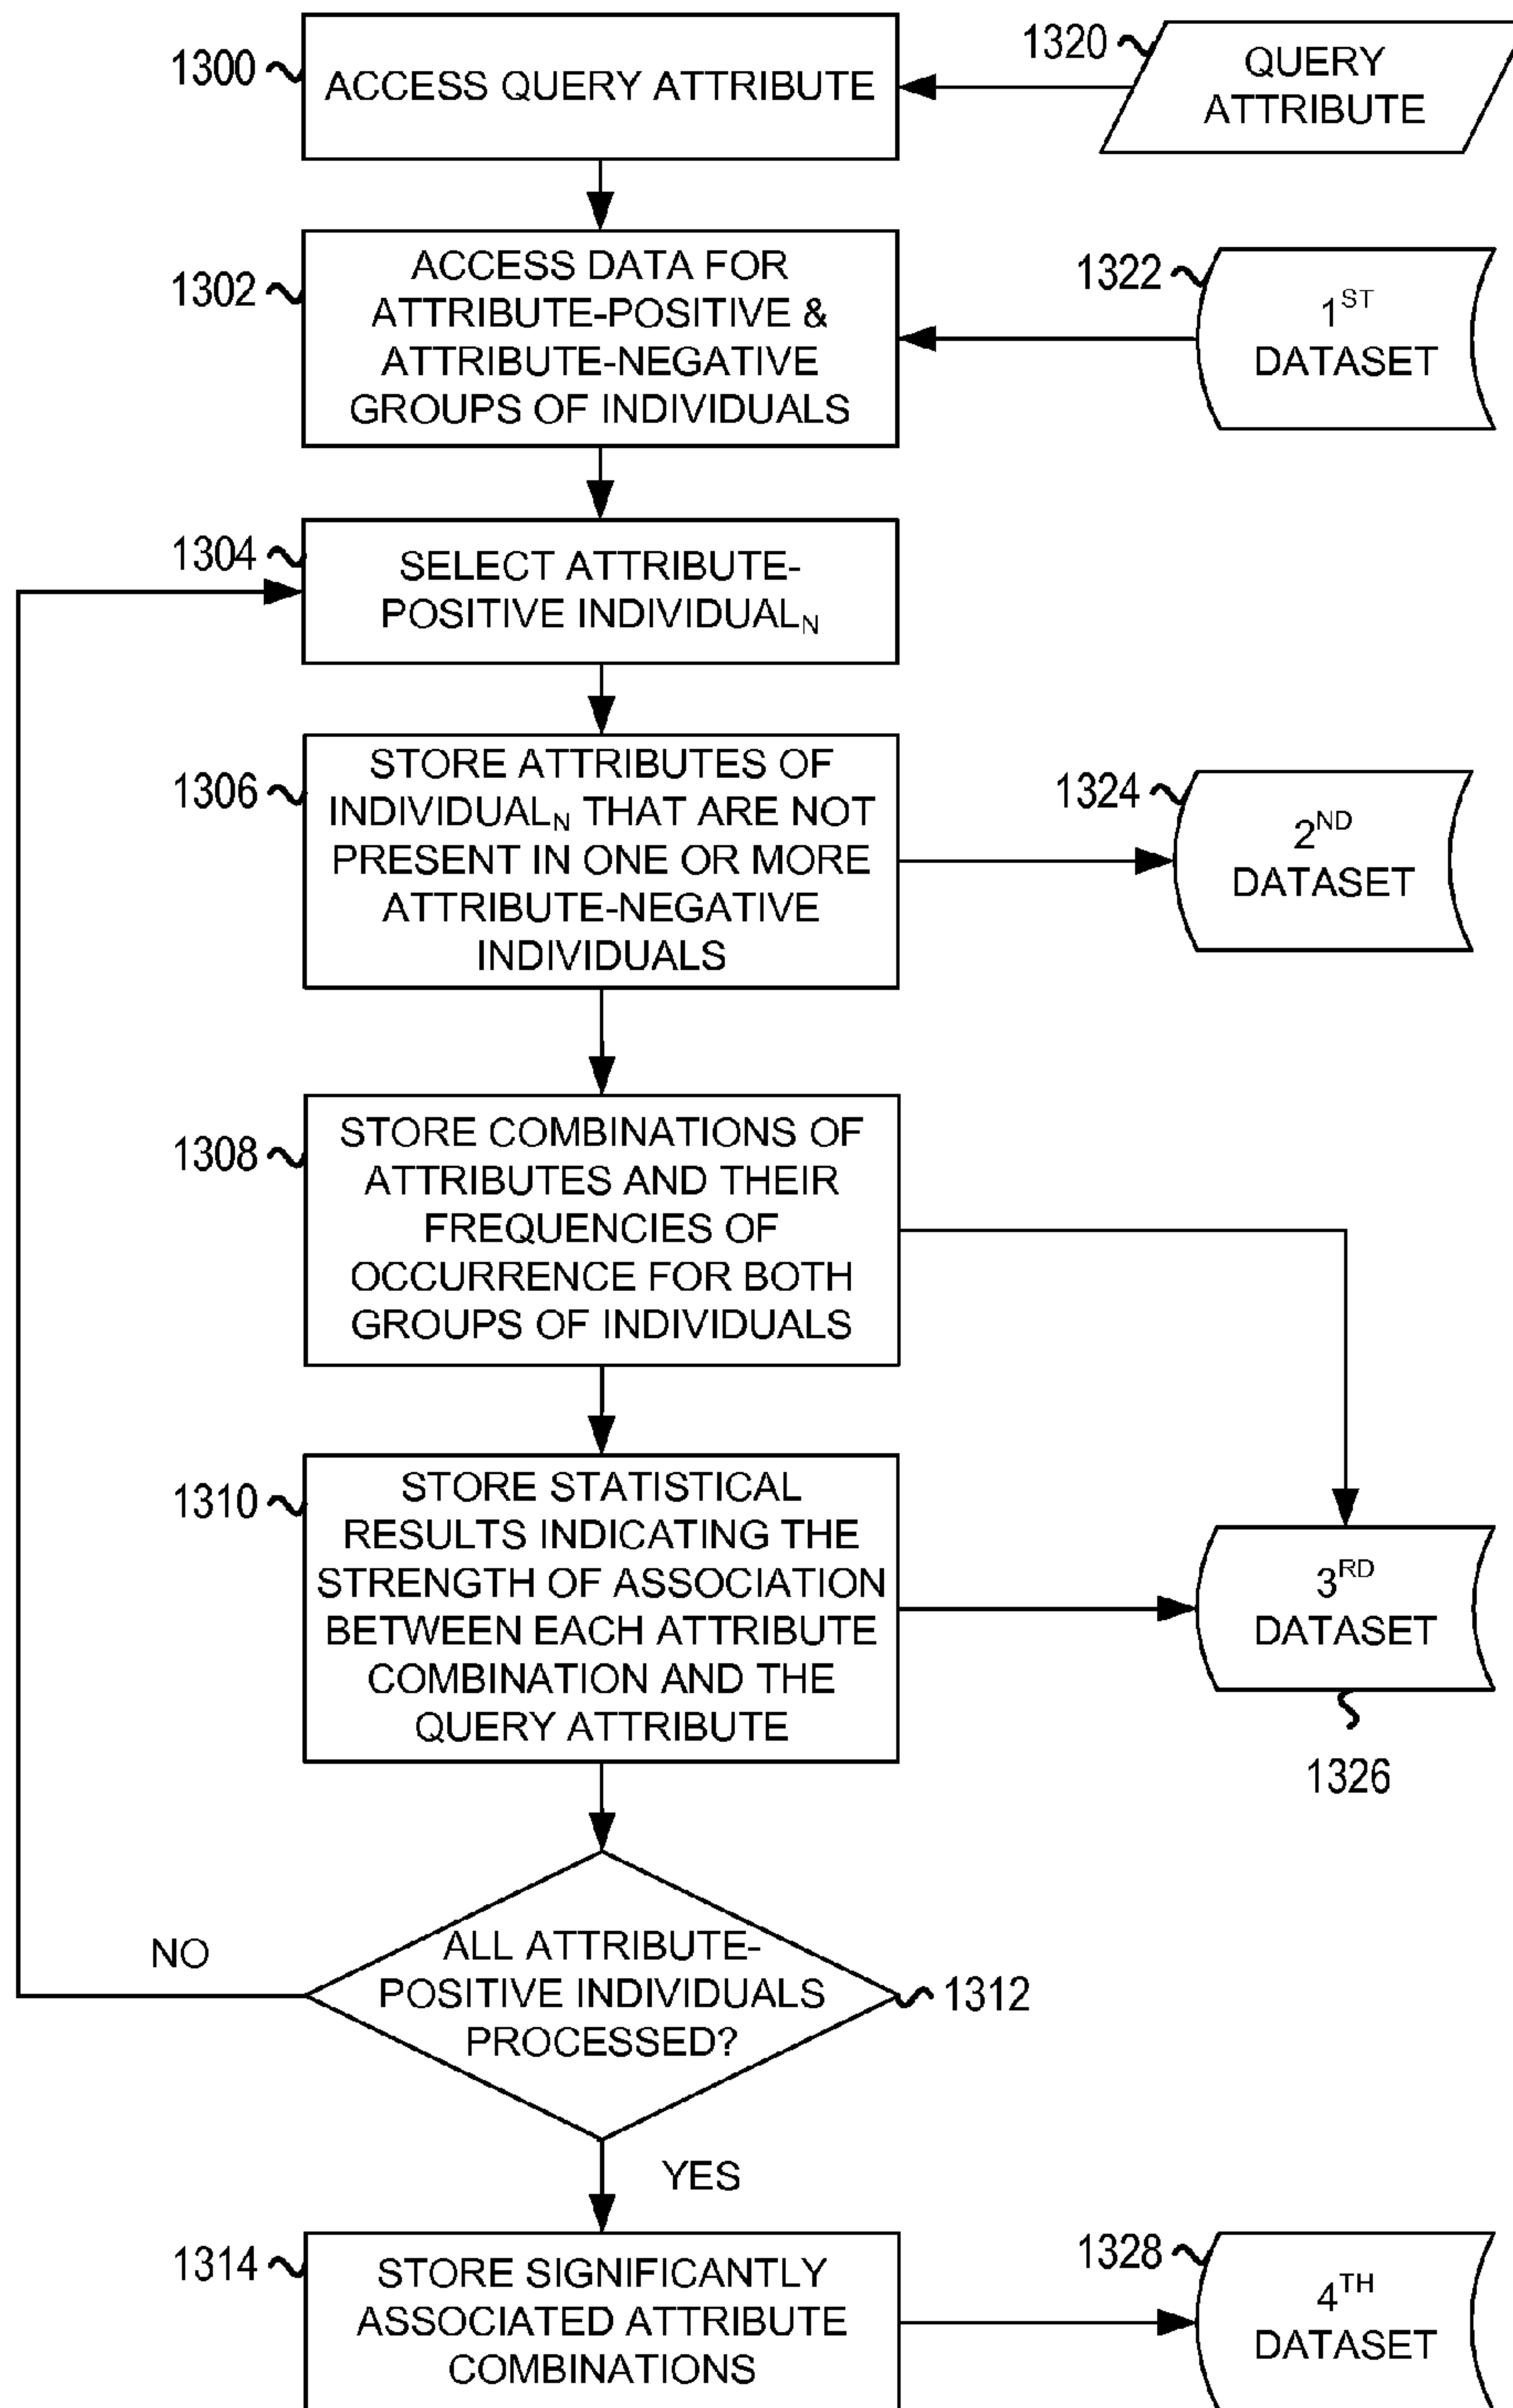 1300
ACCESS QUERY ATTRIBUTE
1320
QUERY
ATTRIBUTE
1302
ACCESS DATA FOR
ATTRIBUTE-POSITIVE &
ATTRIBUTE-NEGATIVE
GROUPS OF INDIVIDUALS
1322
1ST
DATASET
1304
SELECT ATTRIBUTE-
POSITIVE INDIVIDUALN
1306
STORE ATTRIBUTES OF
INDIVIDUALN THAT ARE NOT
PRESENT IN ONE OR MORE
ATTRIBUTE-NEGATIVE
INDIVIDUALS
1324
2ND
DATASET
1308
STORE COMBINATIONS OF
ATTRIBUTES AND THEIR
FREQUENCIES OF
OCCURRENCE FOR BOTH
GROUPS OF INDIVIDUALS
1310
STORE STATISTICAL
RESULTS INDICATING THE
STRENGTH OF ASSOCIATION
BETWEEN EACH ATTRIBUTE
COMBINATION AND THE
QUERY ATTRIBUTE
3RD
DATASET
1326
NO
ALL ATTRIBUTE-
POSITIVE INDIVIDUALS
PROCESSED?
1312
YES
1314
STORE SIGNIFICANTLY
ASSOCIATED ATTRIBUTE
COMBINATIONS
1328
4TH
DATASET